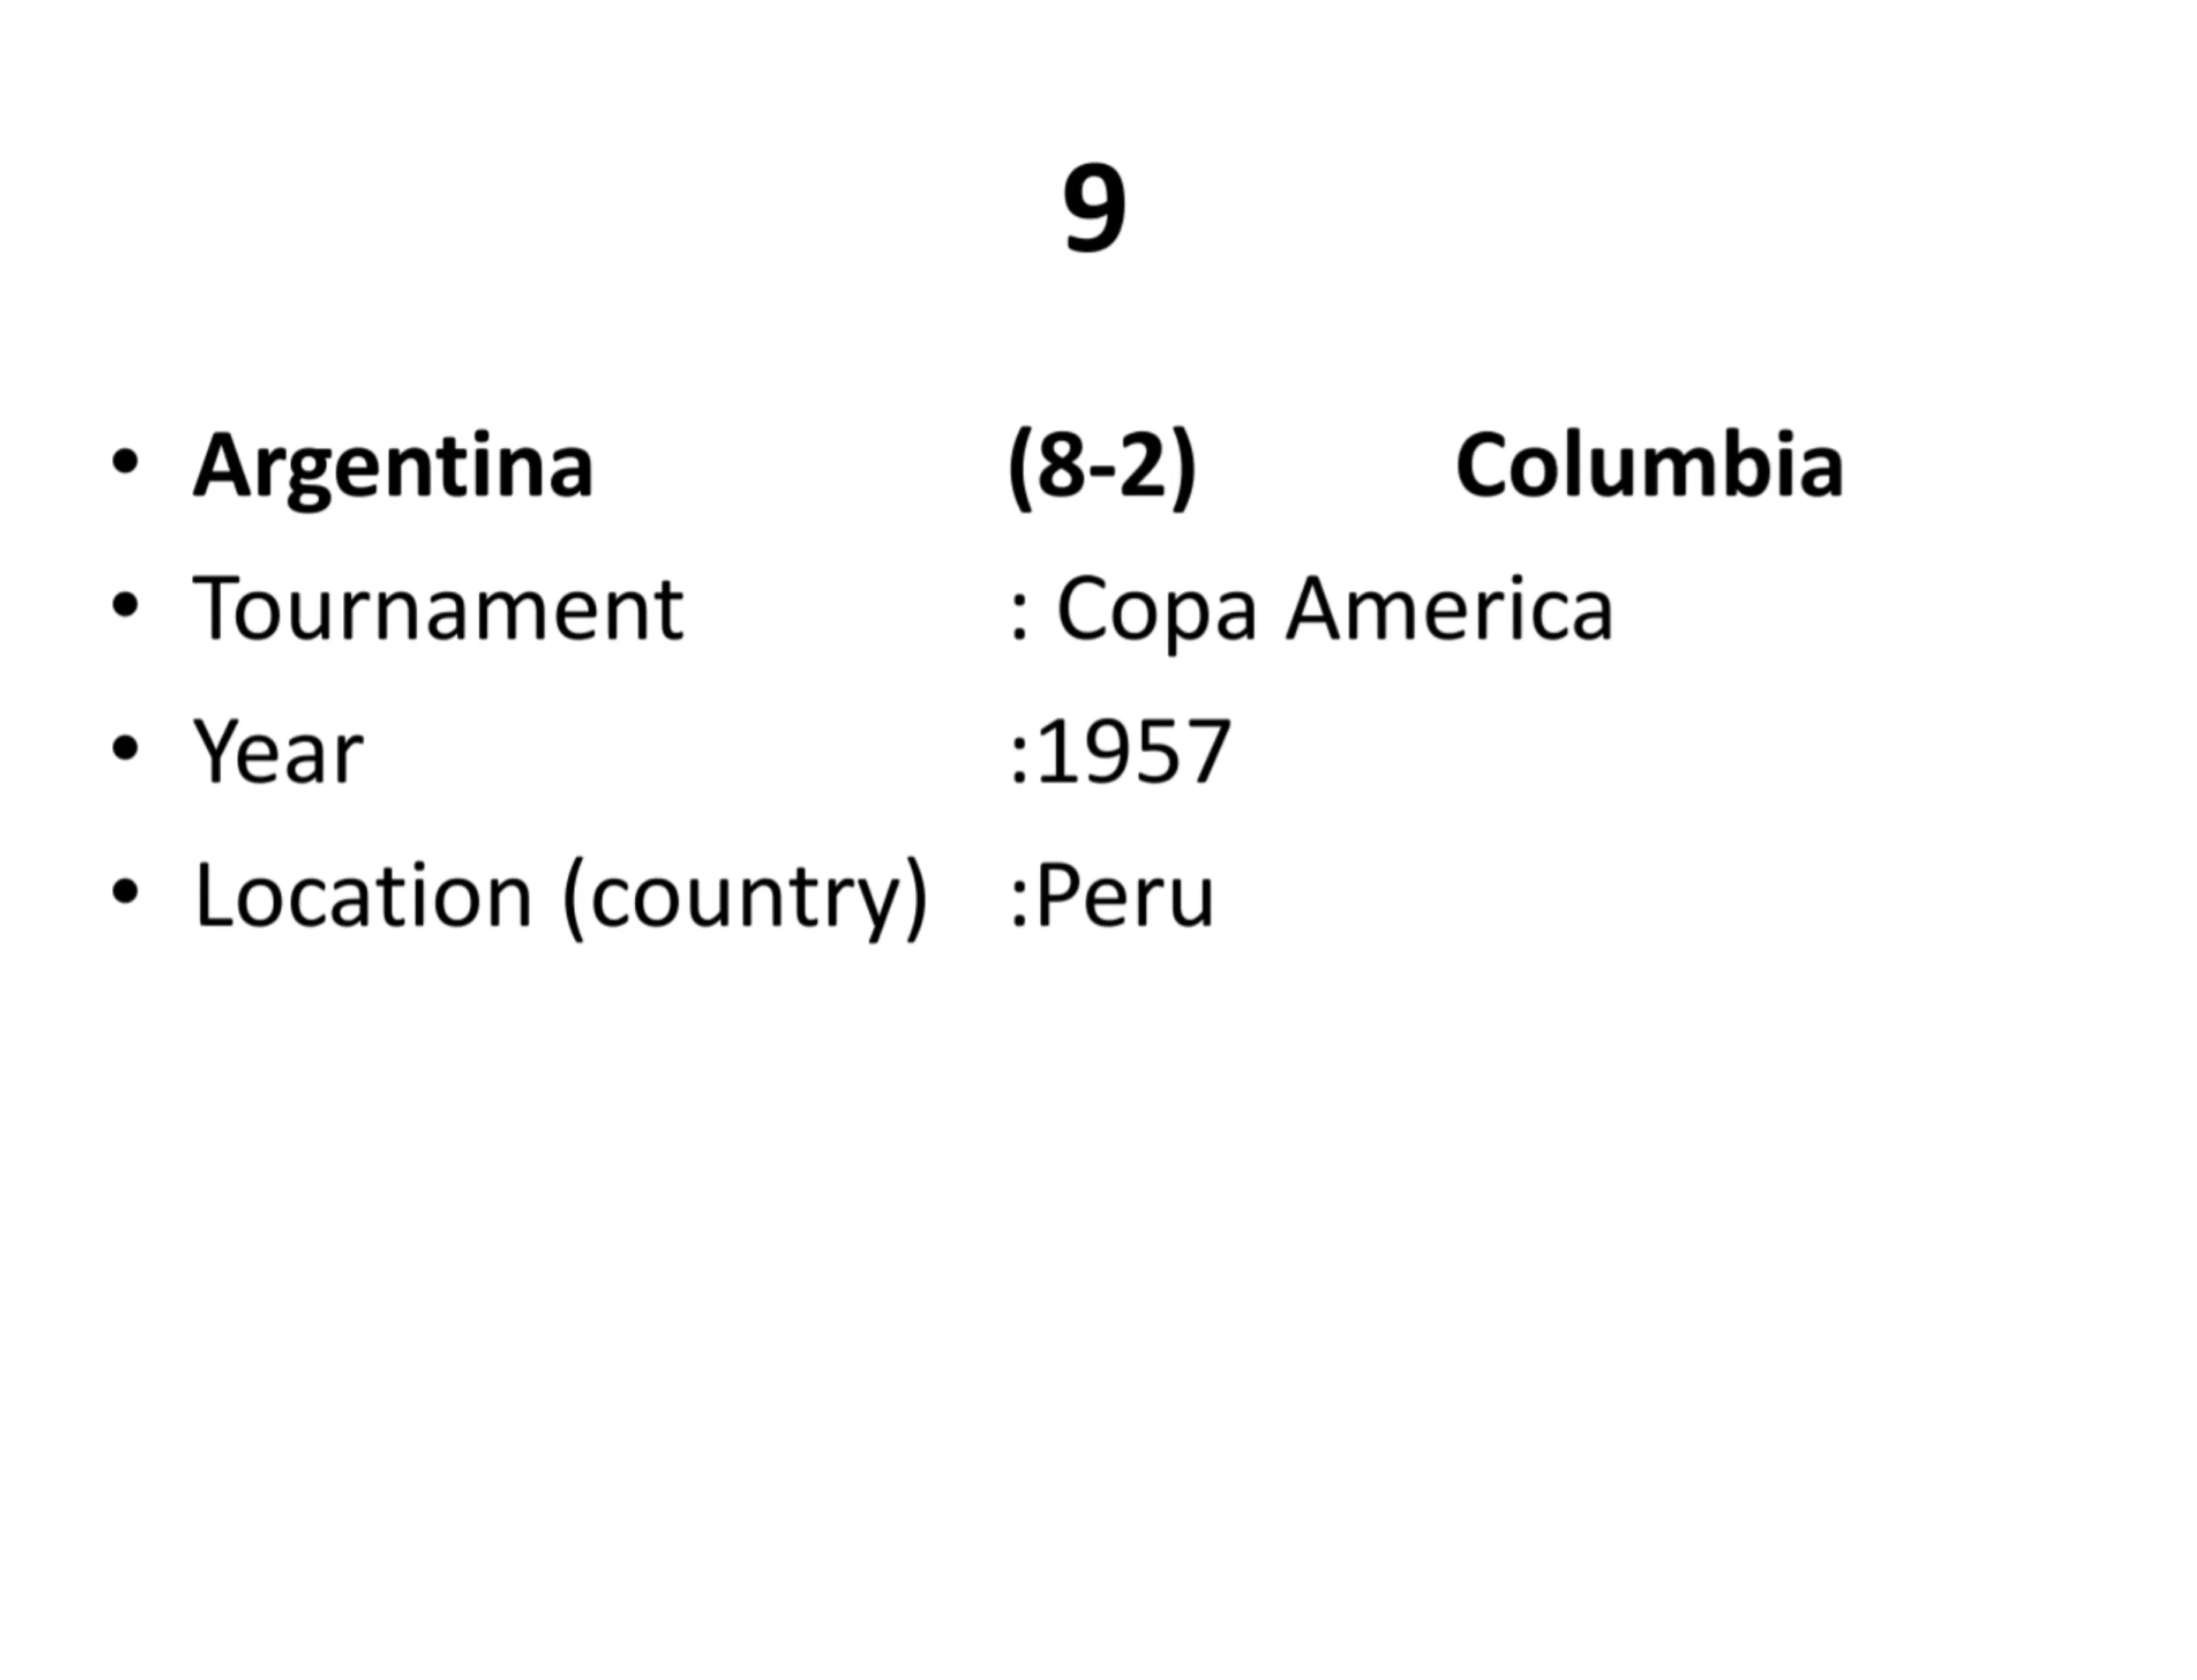 9
• Argentina (8-2) Columbia
• Tournament : Copa America
• Year :1957
• Location (country) :Peru